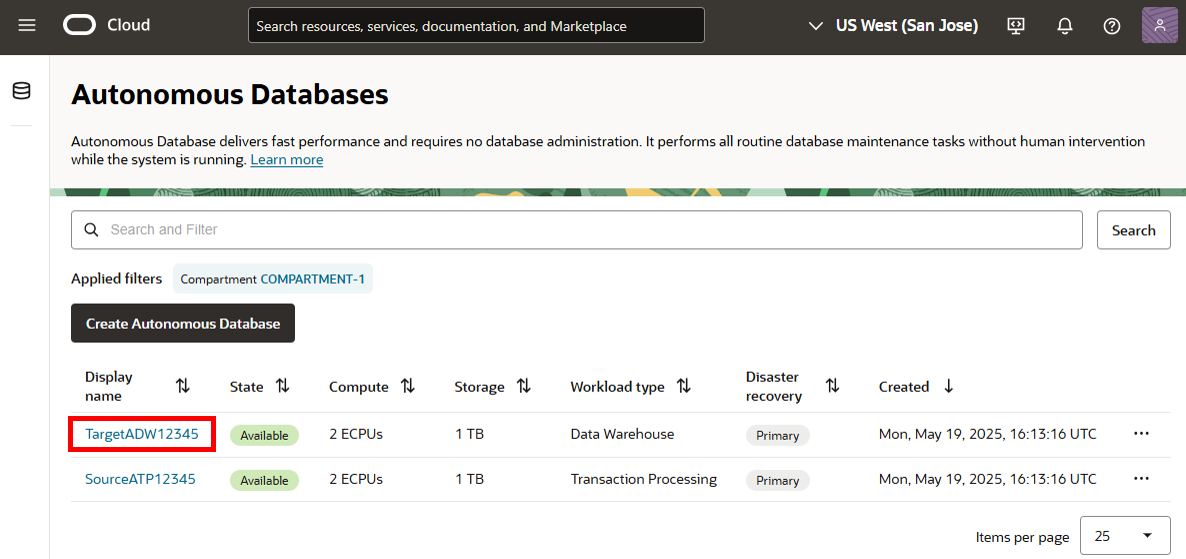 Cloud
Search resources, services, documentation, and Marketplace
US West (San Jose)
Autonomous Databases
Autonomous Database delivers fast performance and requires no database administration. It performs all routine database maintenance tasks without human intervention
while the system is running. Learn more
Search and Filter
Search
Applied filters
Compartment COMPARTMENT-1
Create Autonomous Database
Display name State Compute Storage Workload type Disaster recovery Created
TargetADW12345 Available 2 ECPUs 1 TB Data Warehouse Primary Mon, May 19, 2025, 16:13:16 UTC
SourceATP12345 Available 2 ECPUs 1 TB Transaction Processing Primary Mon, May 19, 2025, 16:13:16 UTC
Items per page 25